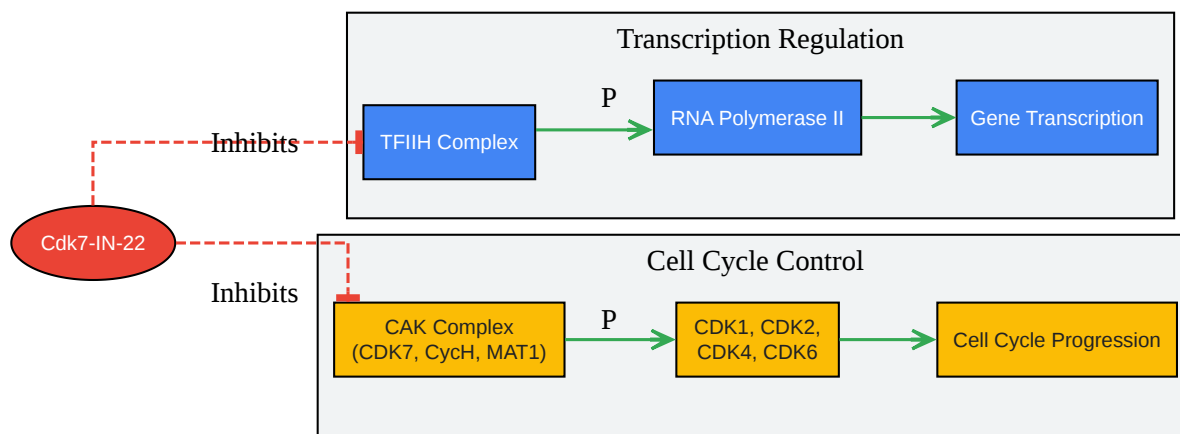 Transcription Regulation
P
RNA Polymerase II
Gene Transcription
Inhibits
TFIIH Complex
Cdk7-IN-22
Cell Cycle Control
Inhibits
CAK Complex
(CDK7, CycH, MAT1)
P
CDK1, CDK2,
CDK4, CDK6
Cell Cycle Progression